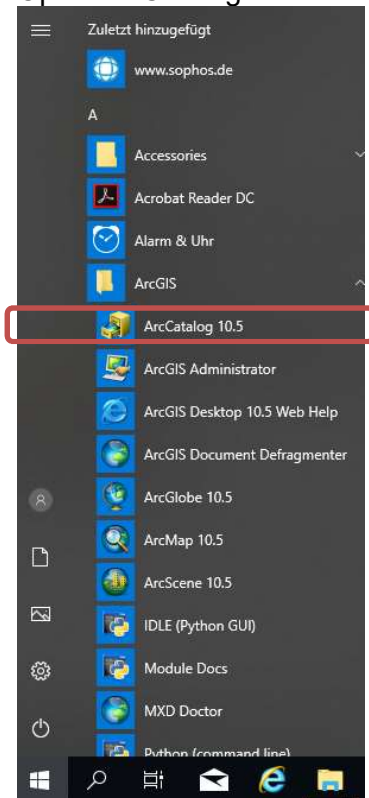 Zuletzt hinzugefügt
www.sophos.de
A
Accessories
Acrobat Reader DC
Alarm & Uhr
ArcGIS
ArcCatalog 10.5
ArcGIS Administrator
ArcGIS Desktop 10.5 Web Help
ArcGIS Document Defragmenter
ArcGlobe 10.5
ArcMap 10.5
ArcScene 10.5
IDLE (Python GUI)
Module Docs
MXD Doctor
Python (command line)